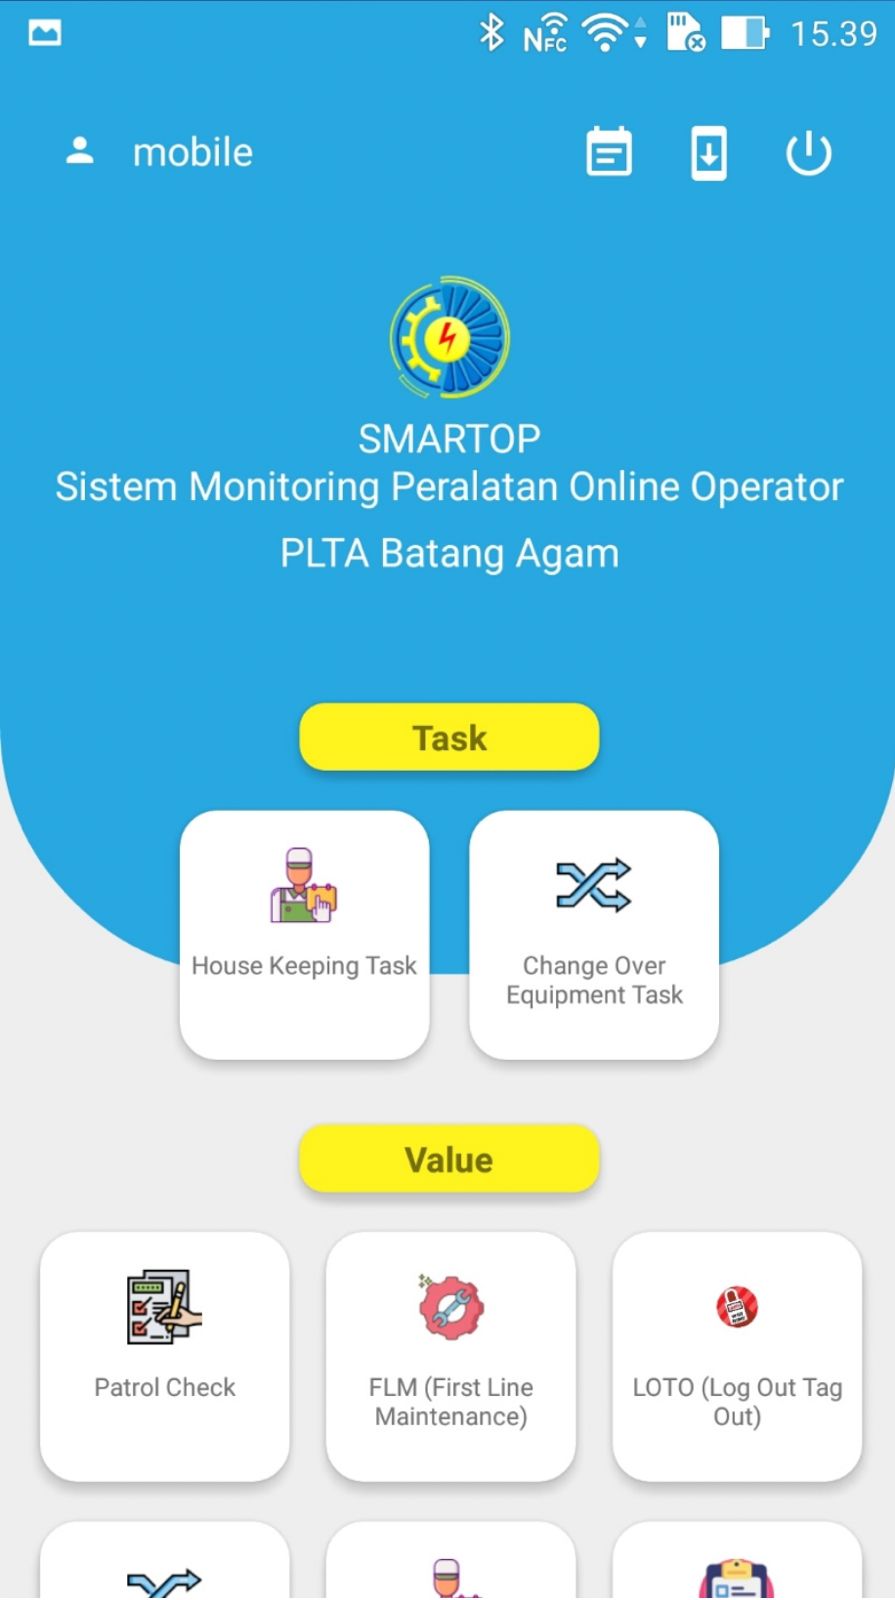 NFC 15.39
mobile
SMARTOP
Sistem Monitoring Peralatan Online Operator
PLTA Batang Agam
Task
House Keeping Task
Change Over
Equipment Task
Value
Patrol Check
FLM (First Line
Maintenance)
LOTO (Log Out Tag
Out)